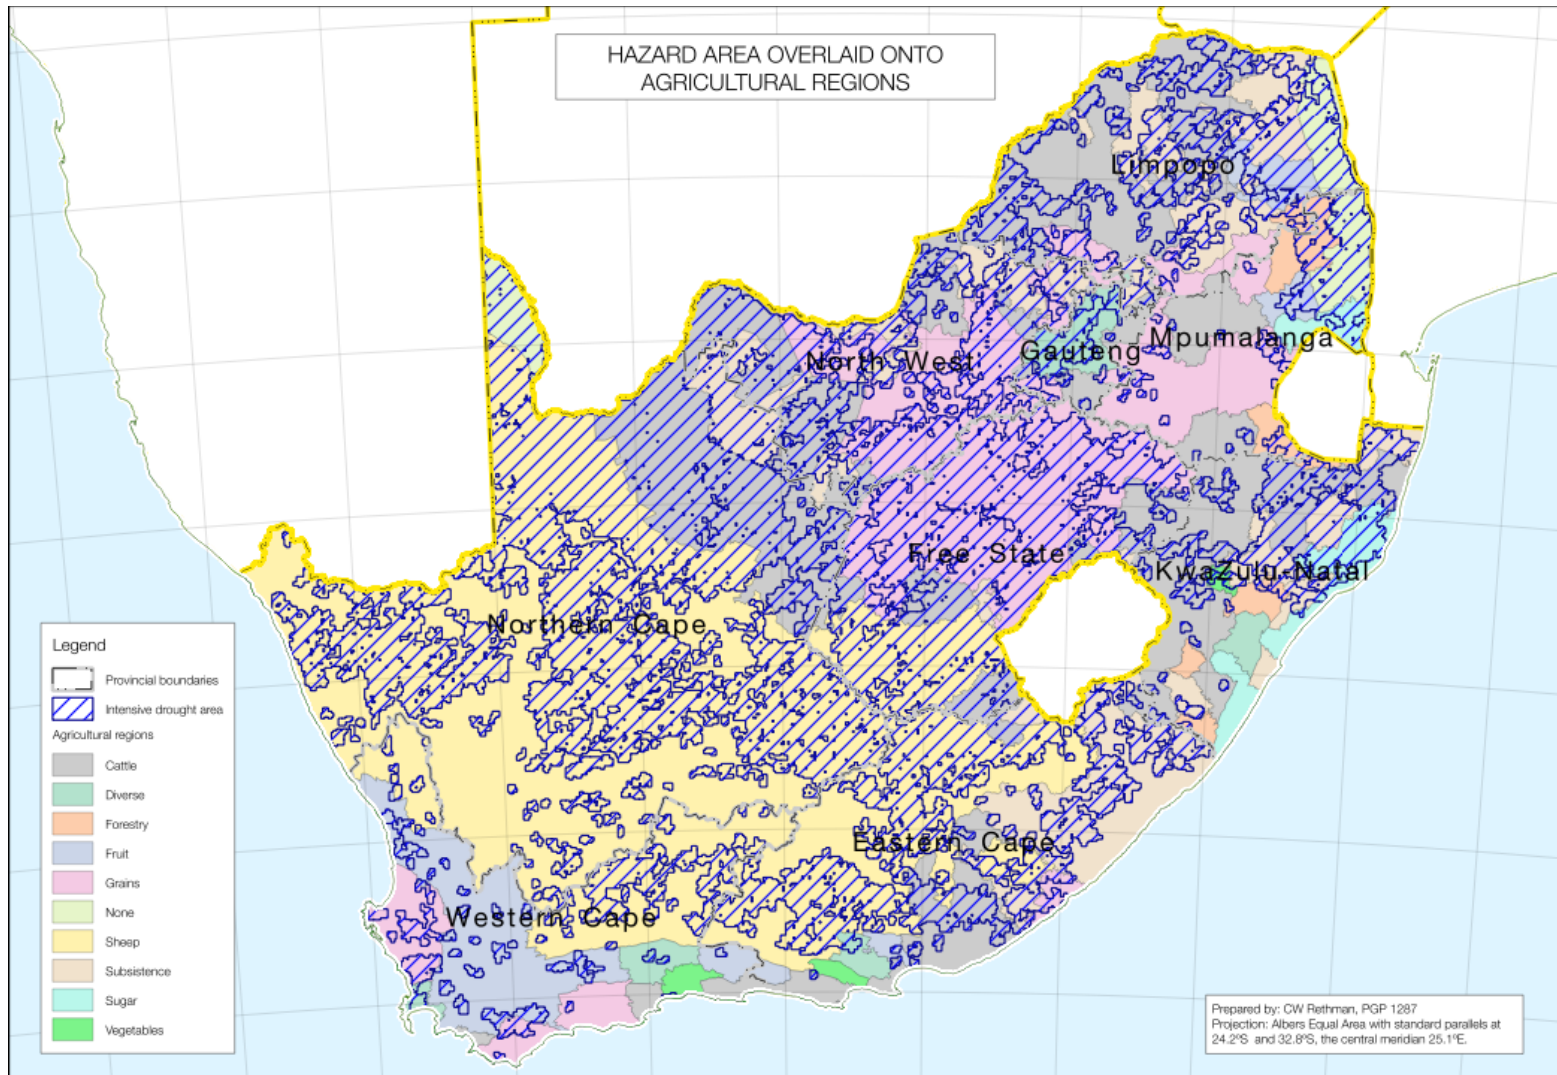 HAZARD AREA OVERLAID ONTO
AGRICULTURAL REGIONS
Limpopo
North West
Gauteng
Mpumalanga
Free State
KwaZulu-Natal
Northern Cape
Eastern Cape
Western Cape
Legend
Provincial boundaries
Intensive drought area
Agricultural regions
Cattle
Diverse
Forestry
Fruit
Grains
None
Sheep
Subsistence
Sugar
Vegetables
Prepared by: CW Rethman, PGP 1287
Projection: Albers Equal Area with standard parallels at
24.2°S and 32.8°S, the central meridian 25.1°E.